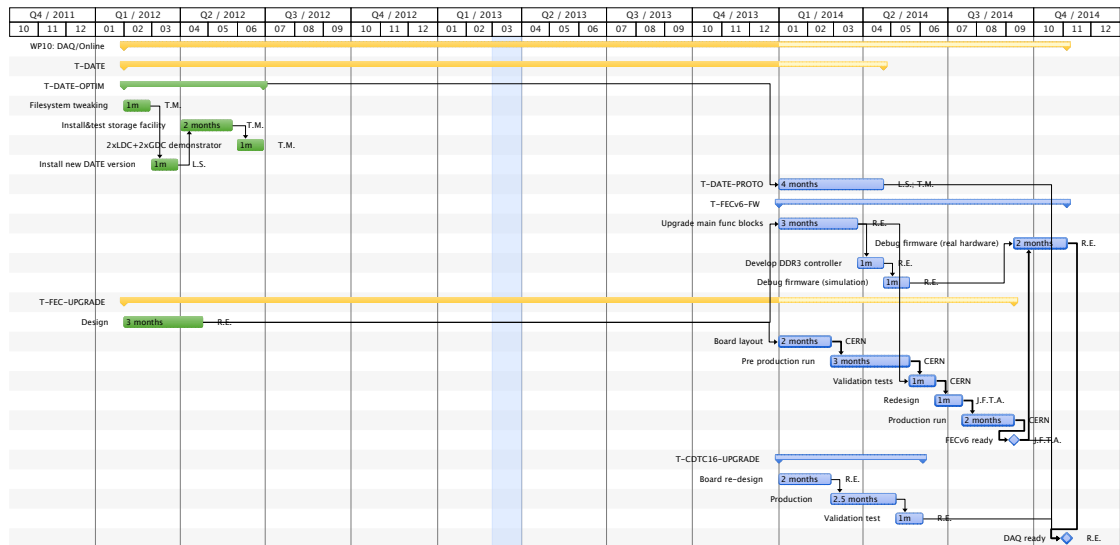 Q4 / 2011 Q1 / 2012 Q2 / 2012 Q3 / 2012 Q4 / 2012 Q1 / 2013 Q2 / 2013 Q3 / 2013 Q4 / 2013 Q1 / 2014 Q2 / 2014 Q3 / 2014 Q4 / 2014
10 11 12 01 02 03 04 05 06 07 08 09 10 11 12 01 02 03 04 05 06 07 08 09 10 11 12 01 02 03 04 05 06 07 08 09 10 11 12
WP10: DAQ/Online
T-DATE
T-DATE-OPTIM
Filesystem tweaking 1m T.M.
Install&test storage facility 2 months T.M.
2xLDC+2xGDC demonstrator 1m T.M.
Install new DATE version 1m L.S.
T-DATE-PROTO 4 months L.S.; T.M.
T-FECv6-FW
Upgrade main func blocks 3 months R.E.
Debug firmware (real hardware) 2 months R.E.
Develop DDR3 controller 1m R.E.
Debug firmware (simulation) 1m R.E.
T-FEC-UPGRADE
Design 3 months R.E.
Board layout 2 months CERN
Pre production run 3 months CERN
Validation tests 1m CERN
Redesign 1m J.F.T.A.
Production run 2 months CERN
FECv6 ready J.F.T.A.
T-CDTC16-UPGRADE
Board re-design 2 months R.E.
Production 2.5 months
Validation test 1m R.E.
DAQ ready R.E.